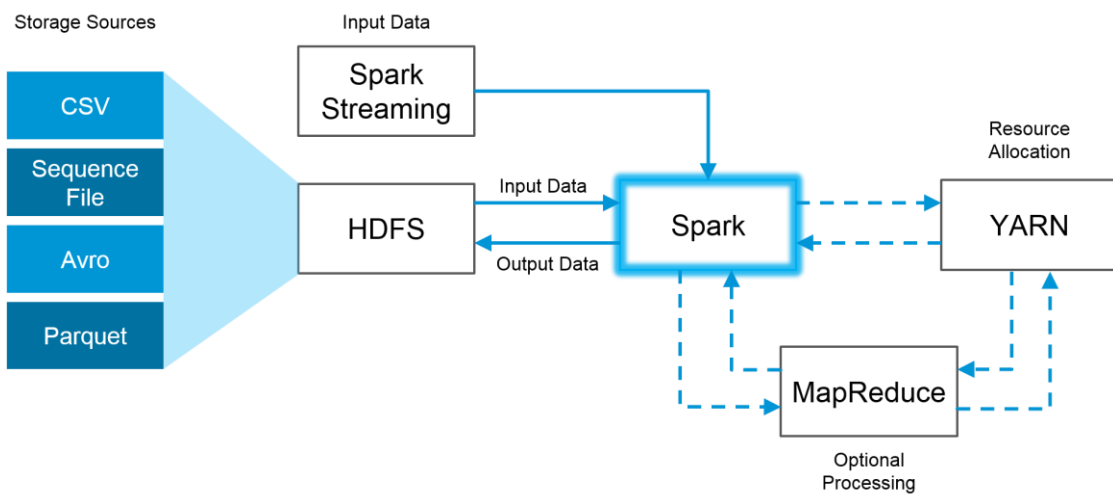 Storage Sources
Input Data
CSV
Sequence
File
Avro
Parquet
Spark
Streaming
HDFS
Input Data
Output Data
Spark
Resource
Allocation
YARN
MapReduce
Optional
Processing